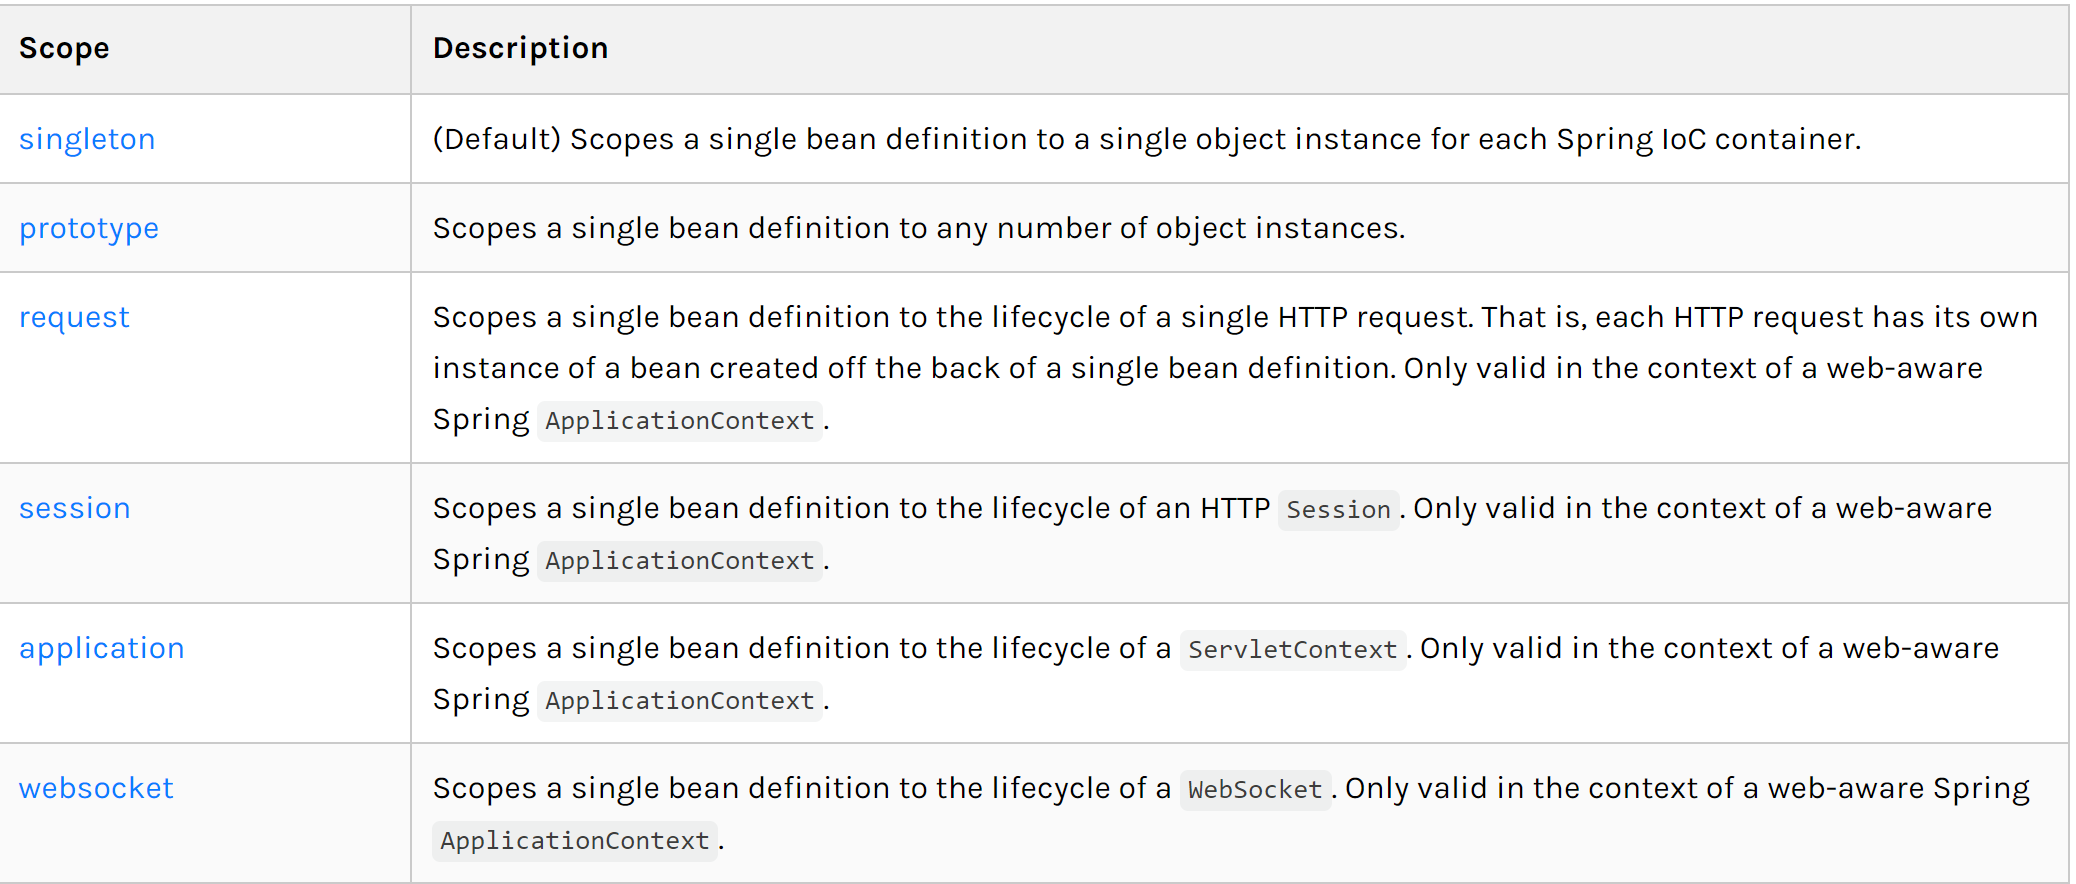 Scope Description
singleton (Default) Scopes a single bean definition to a single object instance for each Spring IoC container.
prototype Scopes a single bean definition to any number of object instances.
request Scopes a single bean definition to the lifecycle of a single HTTP request. That is, each HTTP request has its own
instance of a bean created off the back of a single bean definition. Only valid in the context of a web-aware
Spring ApplicationContext.
session Scopes a single bean definition to the lifecycle of an HTTP Session. Only valid in the context of a web-aware
Spring ApplicationContext.
application Scopes a single bean definition to the lifecycle of a ServletContext. Only valid in the context of a web-aware
Spring ApplicationContext.
websocket Scopes a single bean definition to the lifecycle of a WebSocket. Only valid in the context of a web-aware Spring
ApplicationContext.